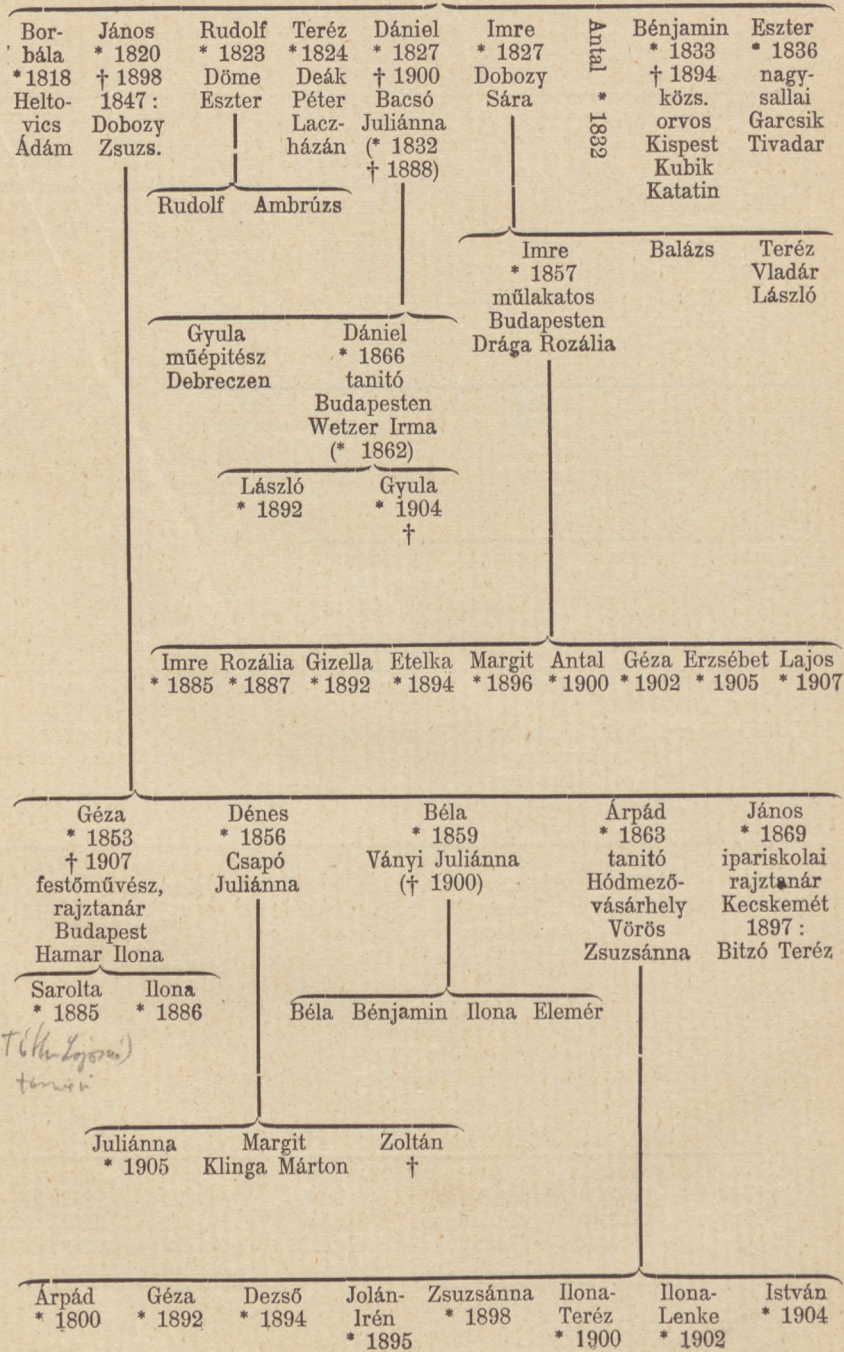 Bor-
bála
* 1818
Helto-
vics
Ádám
János
* 1820
† 1898
1847 :
Dobozy
Zsuzs.
Rudolf
* 1823
Döme
Eszter
Teréz
* 1824
Deák
Péter
Lacz-
házán
Dániel
* 1827
† 1900
Bacsó
Juliánna
(* 1832
† 1888)
Imre
* 1827
Dobozy
Sára
Antal * 1832
Bénjamin
* 1833
† 1894
közs.
orvos
Kispest
Kubik
Katatin
Eszter
* 1836
nagy-
sallai
Garcsik
Tivadar
Rudolf Ambrúzs
Imre
* 1857
műlakatos
Budapesten
Drága Rozália
Balázs
Teréz
Vladár
László
Gyula
műépitész
Debreczen
Dániel
* 1866
tanitó
Budapesten
Wetzer Irma
(* 1862)
László
* 1892
Gyula
* 1904
†
Imre Rozália Gizella Etelka Margit Antal Géza Erzsébet Lajos
* 1885 * 1887 * 1892 * 1894 * 1896 * 1900 * 1902 * 1905 * 1907
Géza
* 1853
† 1907
festőművész,
rajztanár
Budapest
Hamar Ilona
Dénes
* 1856
Csapó
Juliánna
Béla
* 1859
Ványi Juliánna
(† 1900)
Árpád
* 1863
tanitó
Hódmező-
vásárhely
Vörös
Zsuzsánna
János
* 1869
ipariskolai
rajztanár
Kecskemét
1897 :
Bitzó Teréz
Sarolta
* 1885
Ilona
* 1886
Béla Bénjamin Ilona Elemér
Juliánna
* 1905
Margit
Klinga Márton
Zoltán
†
Árpád
* 1800
Géza
* 1892
Dezső
* 1894
Jolán-
Irén
* 1895
Zsuzsánna
* 1898
Ilona-
Teréz
* 1900
Ilona-
Lenke
* 1902
István
* 1904